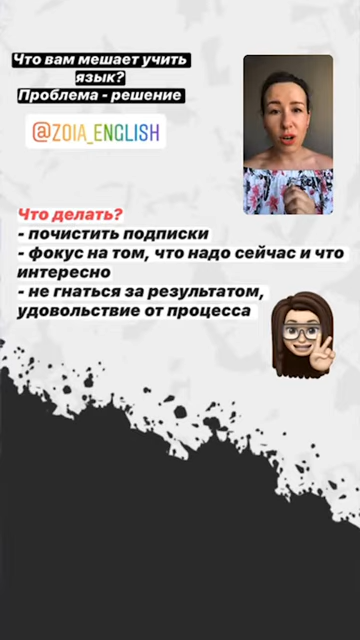 Что вам мешает учить
язык?
Проблема - решение
@ZOIA_ENGLISH
Что делать?
- почистить подписки
- фокус на том, что надо сейчас и что
интересно
- не гнаться за результатом,
удовольствие от процесса